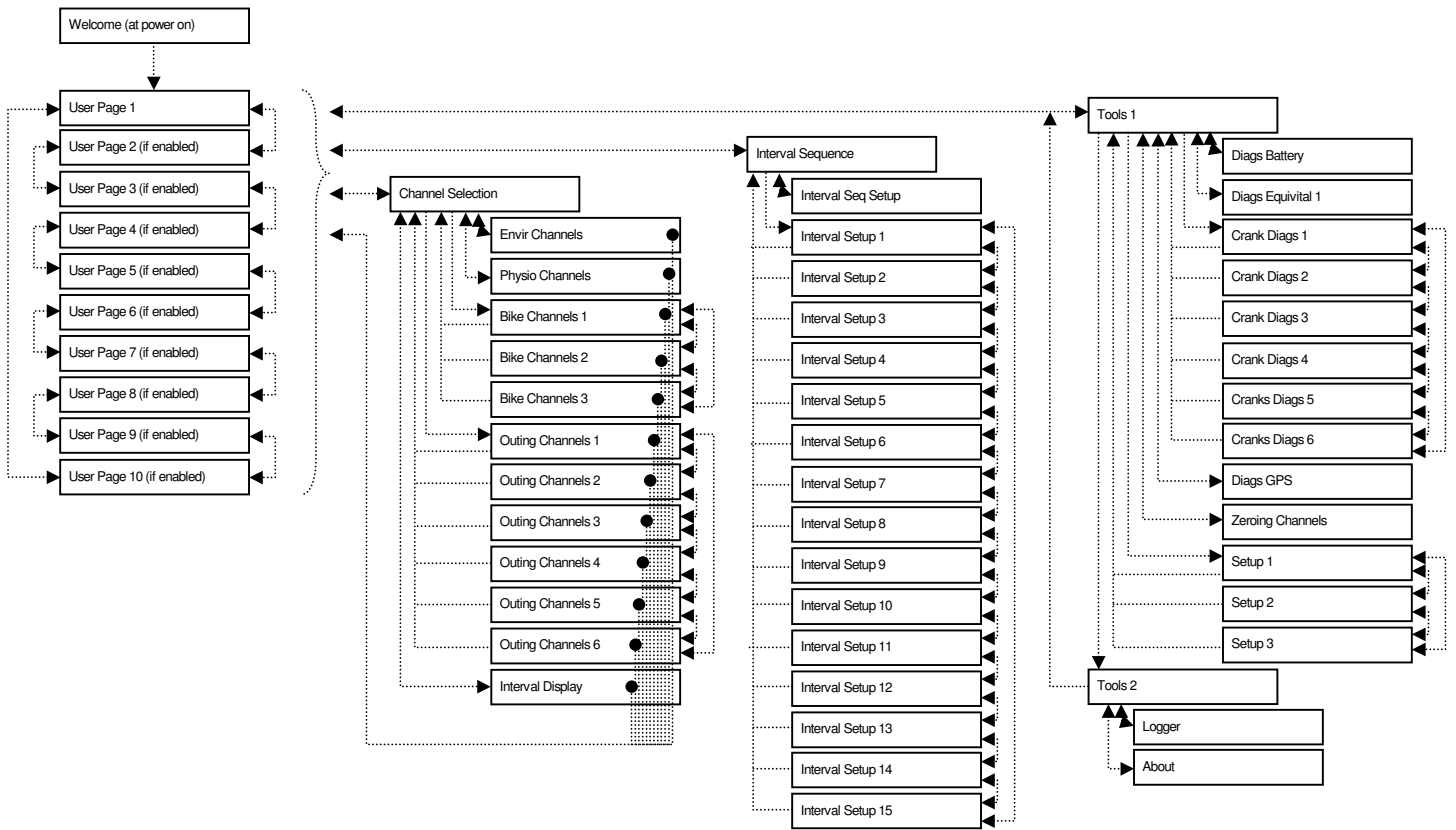 Welcome (at power on)
User Page 1
User Page 2 (if enabled)
User Page 3 (if enabled)
User Page 4 (if enabled)
User Page 5 (if enabled)
User Page 6 (if enabled)
User Page 7 (if enabled)
User Page 8 (if enabled)
User Page 9 (if enabled)
User Page 10 (if enabled)
Channel Selection
Envir Channels
Physio Channels
Bike Channels 1
Bike Channels 2
Bike Channels 3
Outing Channels 1
Outing Channels 2
Outing Channels 3
Outing Channels 4
Outing Channels 5
Outing Channels 6
Interval Display
Interval Sequence
Interval Seq Setup
Interval Setup 1
Interval Setup 2
Interval Setup 3
Interval Setup 4
Interval Setup 5
Interval Setup 6
Interval Setup 7
Interval Setup 8
Interval Setup 9
Interval Setup 10
Interval Setup 11
Interval Setup 12
Interval Setup 13
Interval Setup 14
Interval Setup 15
Tools 1
Diags Battery
Diags Equivital 1
Crank Diags 1
Crank Diags 2
Crank Diags 3
Crank Diags 4
Cranks Diags 5
Cranks Diags 6
Diags GPS
Zeroing Channels
Setup 1
Setup 2
Setup 3
Tools 2
Logger
About